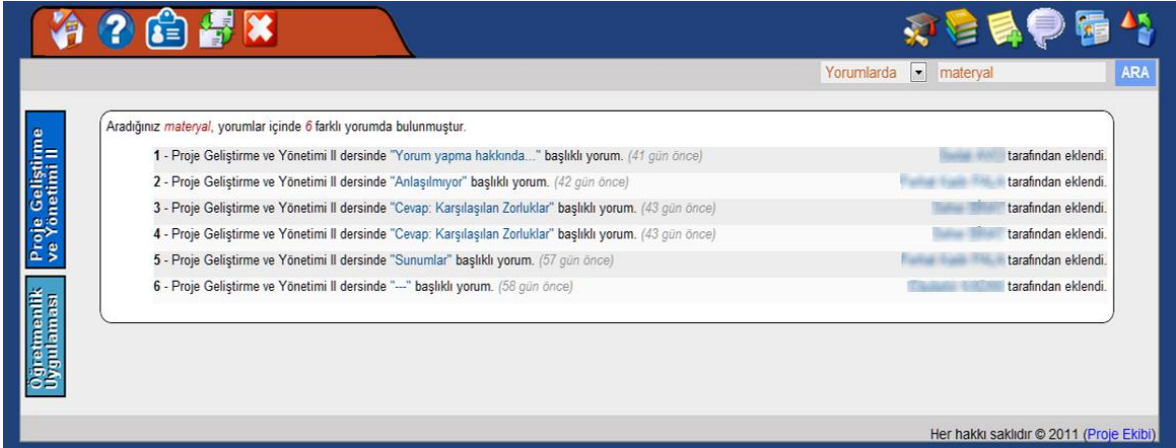 Yorumlarda materyal ARA
Proje Geliştirme
ve Yönetimi II
Öğretmenlik
Uygulaması
Aradığınız materyal, yorumlar içinde 6 farklı yorumda bulunmuştur.
1 - Proje Geliştirme ve Yönetimi II dersinde "Yorum yapma hakkında..." başlıklı yorum. (41 gün önce) tarafından eklendi.
2 - Proje Geliştirme ve Yönetimi II dersinde "Anlaşılmıyor" başlıklı yorum. (42 gün önce) tarafından eklendi.
3 - Proje Geliştirme ve Yönetimi II dersinde "Cevap: Karşılaşılan Zorluklar" başlıklı yorum. (43 gün önce) tarafından eklendi.
4 - Proje Geliştirme ve Yönetimi II dersinde "Cevap: Karşılaşılan Zorluklar" başlıklı yorum. (43 gün önce) tarafından eklendi.
5 - Proje Geliştirme ve Yönetimi II dersinde "Sunumlar" başlıklı yorum. (57 gün önce) tarafından eklendi.
6 - Proje Geliştirme ve Yönetimi II dersinde "---" başlıklı yorum. (58 gün önce) tarafından eklendi.
Her hakkı saklıdır © 2011 (Proje Ekibi)